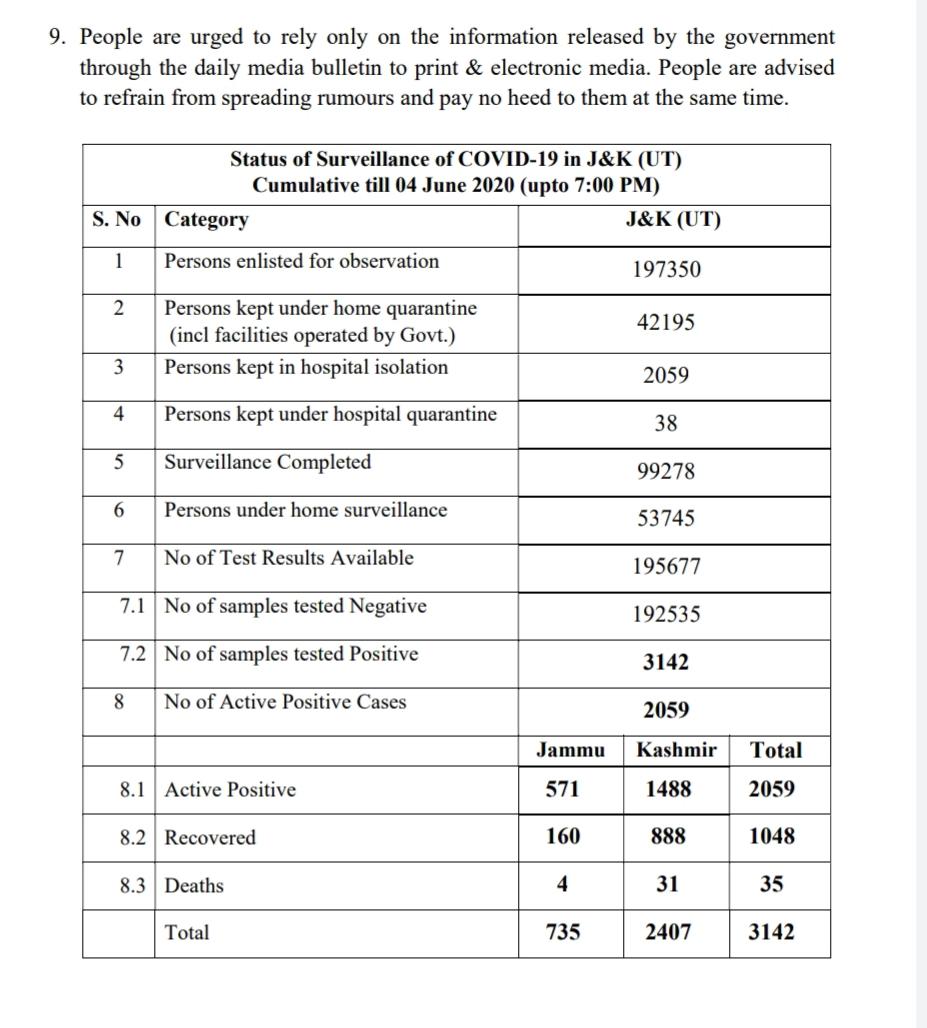 9. People are urged to rely only on the information released by the government
through the daily media bulletin to print & electronic media. People are advised
to refrain from spreading rumours and pay no heed to them at the same time.
Status of Surveillance of COVID-19 in J&K (UT)
Cumulative till 04 June 2020 (upto 7:00 PM)
S. No Category J&K (UT)
1 Persons enlisted for observation 197350
2 Persons kept under home quarantine
(incl facilities operated by Govt.) 42195
3 Persons kept in hospital isolation 2059
4 Persons kept under hospital quarantine 38
5 Surveillance Completed 99278
6 Persons under home surveillance 53745
7 No of Test Results Available 195677
7.1 No of samples tested Negative 192535
7.2 No of samples tested Positive 3142
8 No of Active Positive Cases 2059
Jammu Kashmir Total
8.1 Active Positive 571 1488 2059
8.2 Recovered 160 888 1048
8.3 Deaths 4 31 35
Total 735 2407 3142